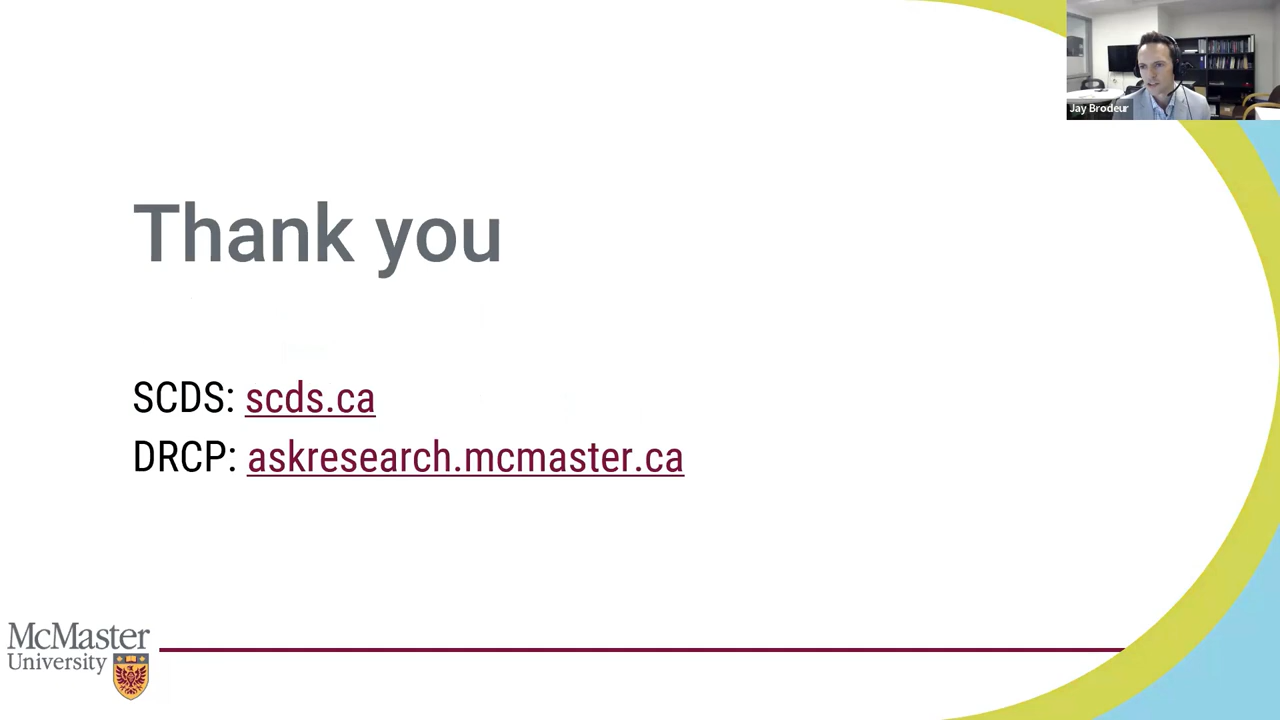 Jay Brodeur
Thank you
SCDS: scds.ca
DRCP: askresearch.mcmaster.ca
McMaster
University